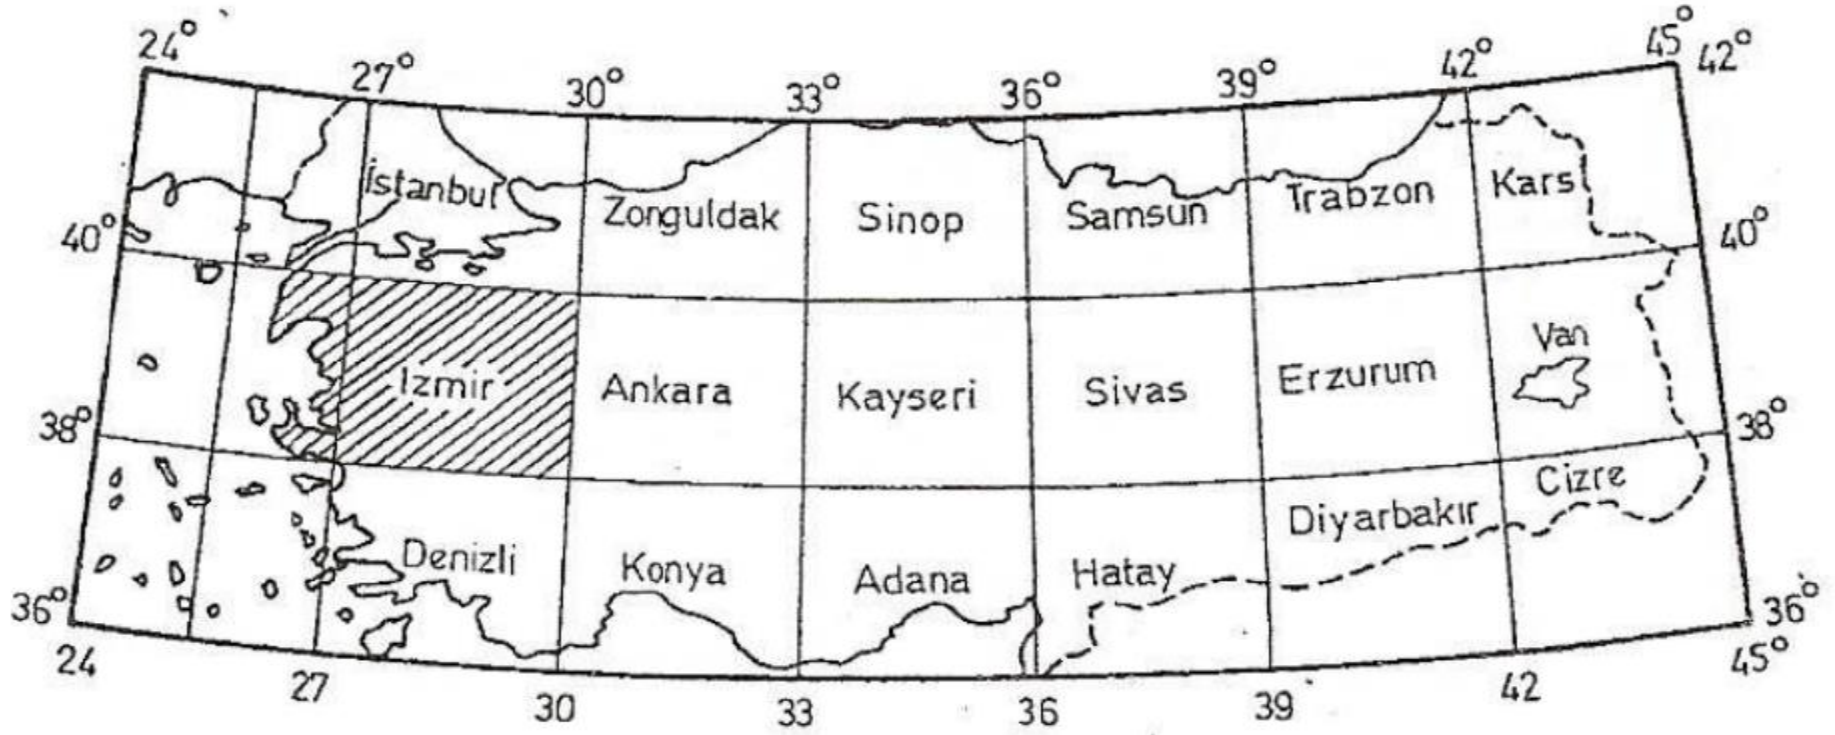 24°
27°
30°
33°
36°
39°
42°
45°
42°
İstanbul
Zonguldak
Sinop
Samsun
Trabzon
Kars
40°
40°
Izmir
Ankara
Kayseri
Sivas
Erzurum
Van
38°
38°
Denizli
Konya
Adana
Hatay
Diyarbakır
Cizre
36°
36°
24
27
30
33
36
39
42
45°